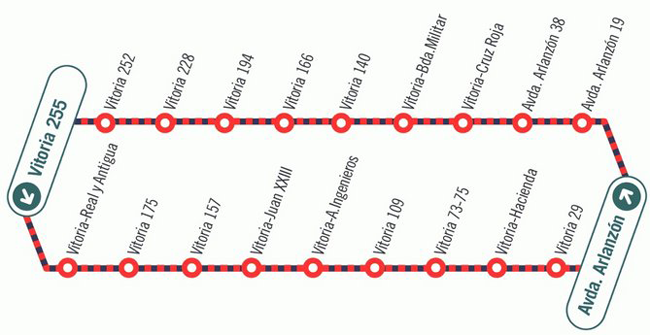 Vitoria 255
Vitoria 252
Vitoria 228
Vitoria 194
Vitoria 166
Vitoria 140
Vitoria-Bda.Militar
Vitoria-Cruz Roja
Avda. Arlanzón 38
Avda. Arlanzón 19
Vitoria-Real y Antigua
Vitoria 175
Vitoria 157
Vitoria-Juan XXIII
Vitoria-A.Ingenieros
Vitoria 109
Vitoria 73-75
Vitoria-Hacienda
Vitoria 29
Avda. Arlanzón